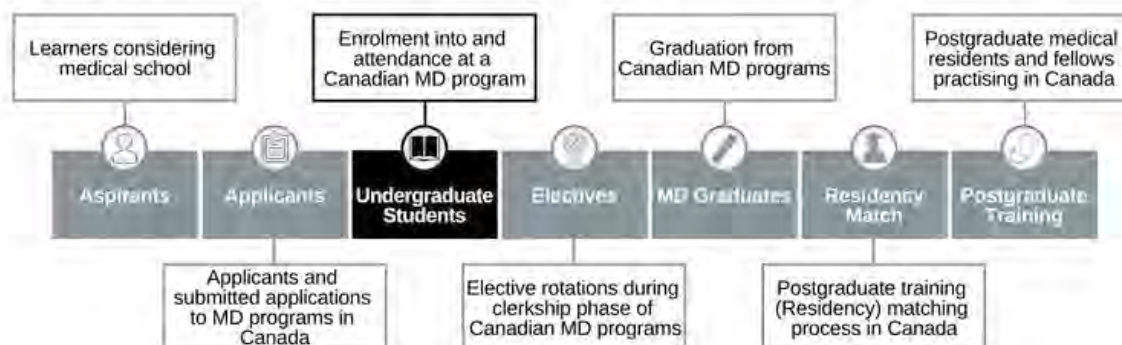 Learners considering
medical school
Enrolment into and
attendance at a
Canadian MD program
Graduation from
Canadian MD programs
Postgraduate medical
residents and fellows
practising in Canada
Aspirants
Applicants
Undergraduate
Students
Electives
MD Graduates
Residency
Match
Postgraduate
Training
Applicants and
submitted applications
to MD programs in
Canada
Elective rotations during
clerkship phase of
Canadian MD programs
Postgraduate training
(Residency) matching
process in Canada